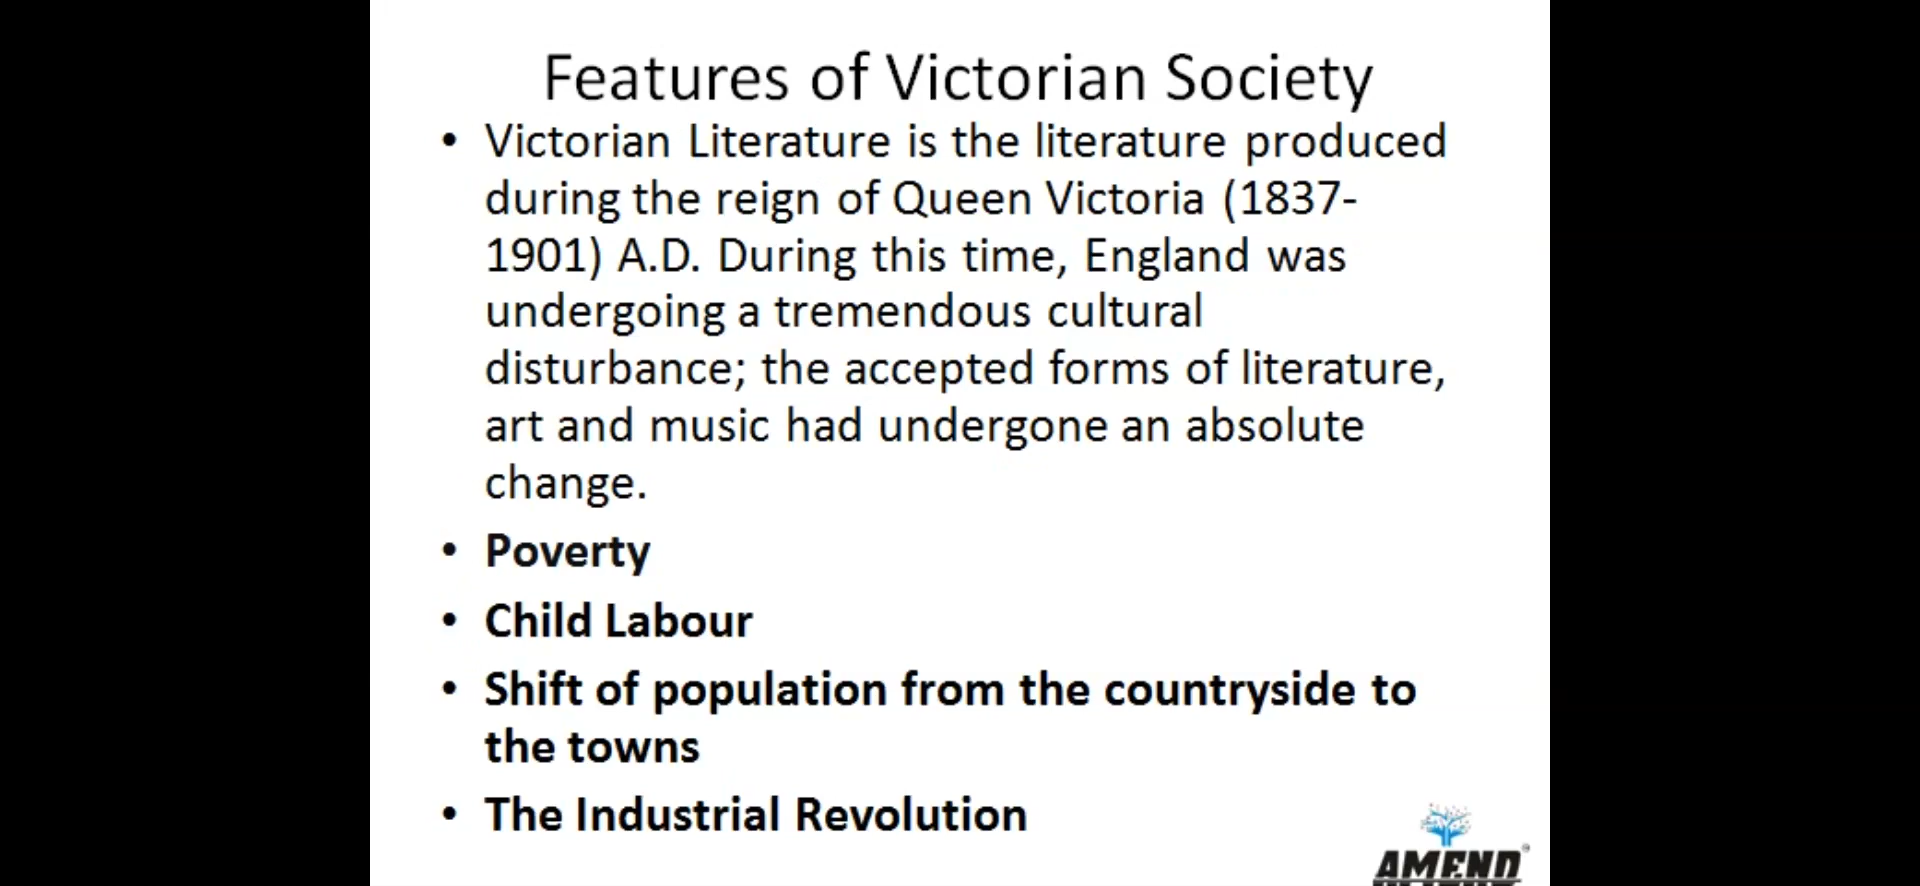 Features of Victorian Society
• Victorian Literature is the literature produced
during the reign of Queen Victoria (1837-
1901) A.D. During this time, England was
undergoing a tremendous cultural
disturbance; the accepted forms of literature,
art and music had undergone an absolute
change.
• Poverty
• Child Labour
• Shift of population from the countryside to
the towns
• The Industrial Revolution
AMEND